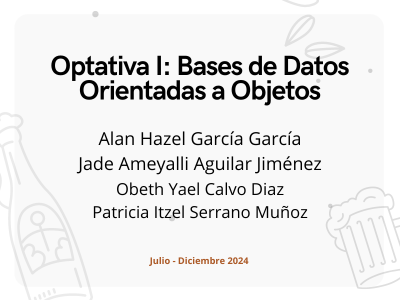 Optativa I: Bases de Datos
Orientadas a Objetos
Alan Hazel García García
Jade Ameyalli Aguilar Jiménez
Obeth Yael Calvo Diaz
Patricia Itzel Serrano Muñoz
Julio - Diciembre 2024